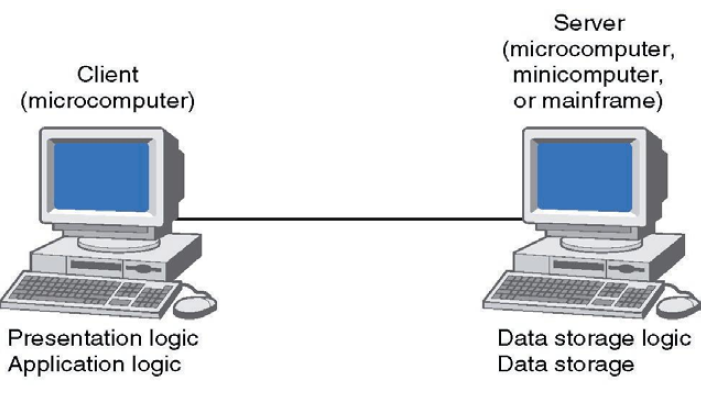 Client
(microcomputer)
Server
(microcomputer,
minicomputer,
or mainframe)
Presentation logic
Application logic
Data storage logic
Data storage